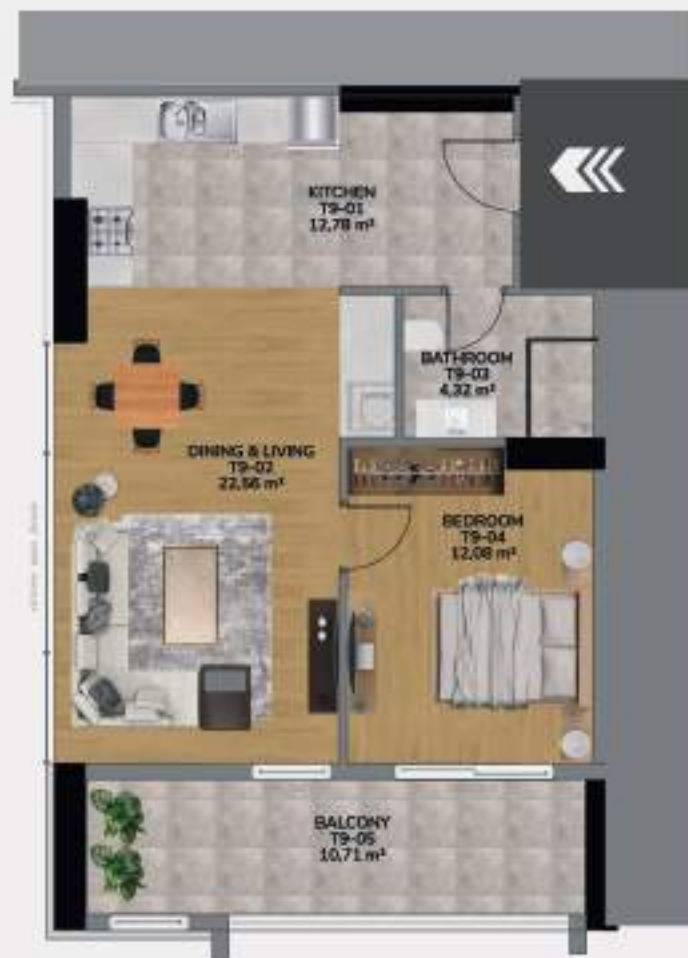 KITCHEN
T9-01
12,78 m²
BATHROOM
T9-03
4,32 m²
DINING & LIVING
T9-02
22,56 m²
BEDROOM
T9-04
12,08 m²
BALCONY
T9-05
10,71 m²